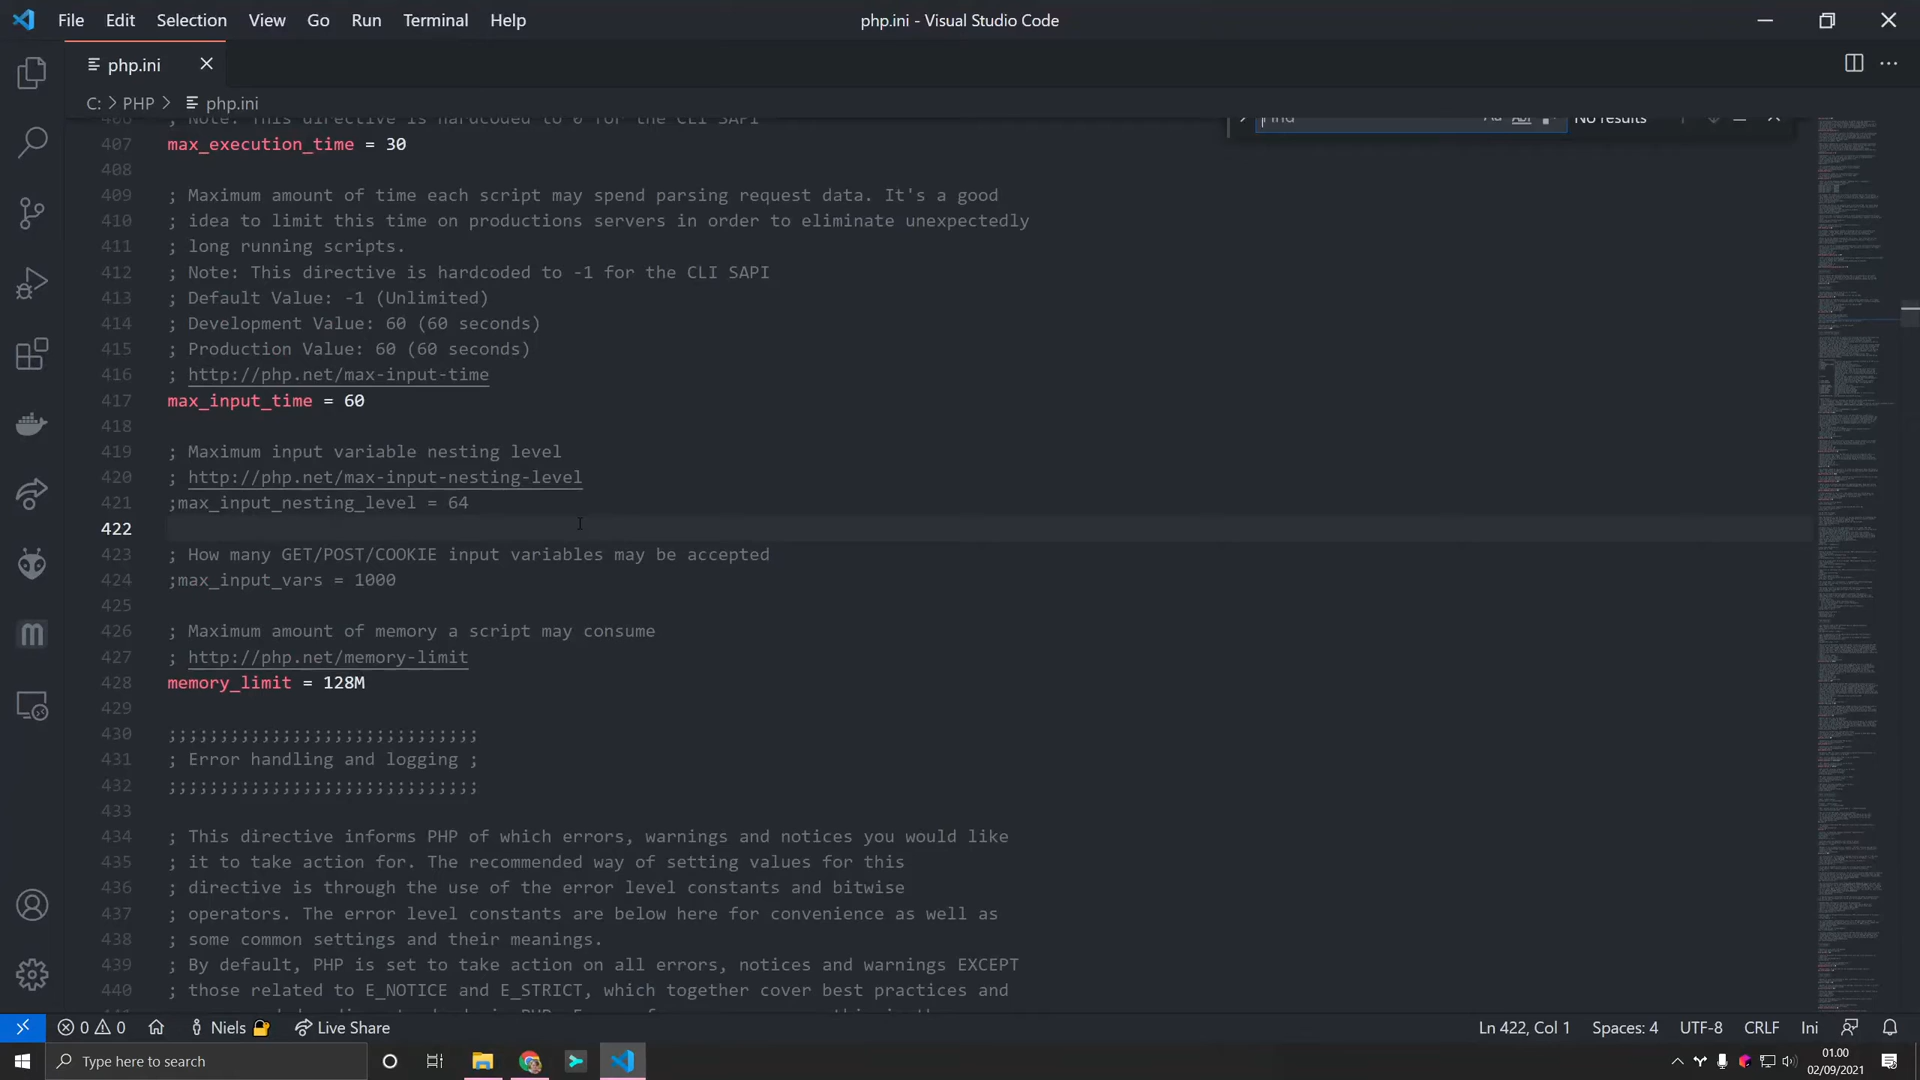 File Edit Selection View Go Run Terminal Help
php.ini - Visual Studio Code
php.ini
C: > PHP > php.ini
; Note: This directive is hardcoded to 0 for the CLI SAPI
Find
No results
407 max_execution_time = 30
408
409 ; Maximum amount of time each script may spend parsing request data. It's a good
410 ; idea to limit this time on productions servers in order to eliminate unexpectedly
411 ; long running scripts.
412 ; Note: This directive is hardcoded to -1 for the CLI SAPI
413 ; Default Value: -1 (Unlimited)
414 ; Development Value: 60 (60 seconds)
415 ; Production Value: 60 (60 seconds)
416 ; http://php.net/max-input-time
417 max_input_time = 60
418
419 ; Maximum input variable nesting level
420 ; http://php.net/max-input-nesting-level
421 ;max_input_nesting_level = 64
422
423 ; How many GET/POST/COOKIE input variables may be accepted
424 ;max_input_vars = 1000
425
426 ; Maximum amount of memory a script may consume
427 ; http://php.net/memory-limit
428 memory_limit = 128M
429
430 ;;;;;;;;;;;;;;;;;;;;;;;;;;;;;;
431 ; Error handling and logging ;
432 ;;;;;;;;;;;;;;;;;;;;;;;;;;;;;;
433
434 ; This directive informs PHP of which errors, warnings and notices you would like
435 ; it to take action for. The recommended way of setting values for this
436 ; directive is through the use of the error level constants and bitwise
437 ; operators. The error level constants are below here for convenience as well as
438 ; some common settings and their meanings.
439 ; By default, PHP is set to take action on all errors, notices and warnings EXCEPT
440 ; those related to E_NOTICE and E_STRICT, which together cover best practices and
0 0 Niels Live Share
Ln 422, Col 1 Spaces: 4 UTF-8 CRLF Ini
Type here to search
01.00
02/09/2021